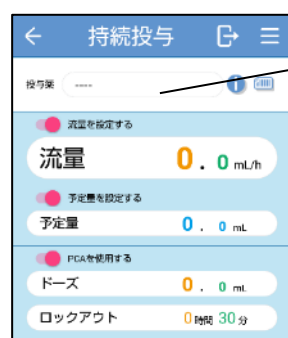 持続投与
投与薬 ----
流量を設定する
流量 0.0 mL/h
予定量を設定する
予定量 0.0 mL
PCAを使用する
ドーズ 0.0 mL
ロックアウト 0時間30分